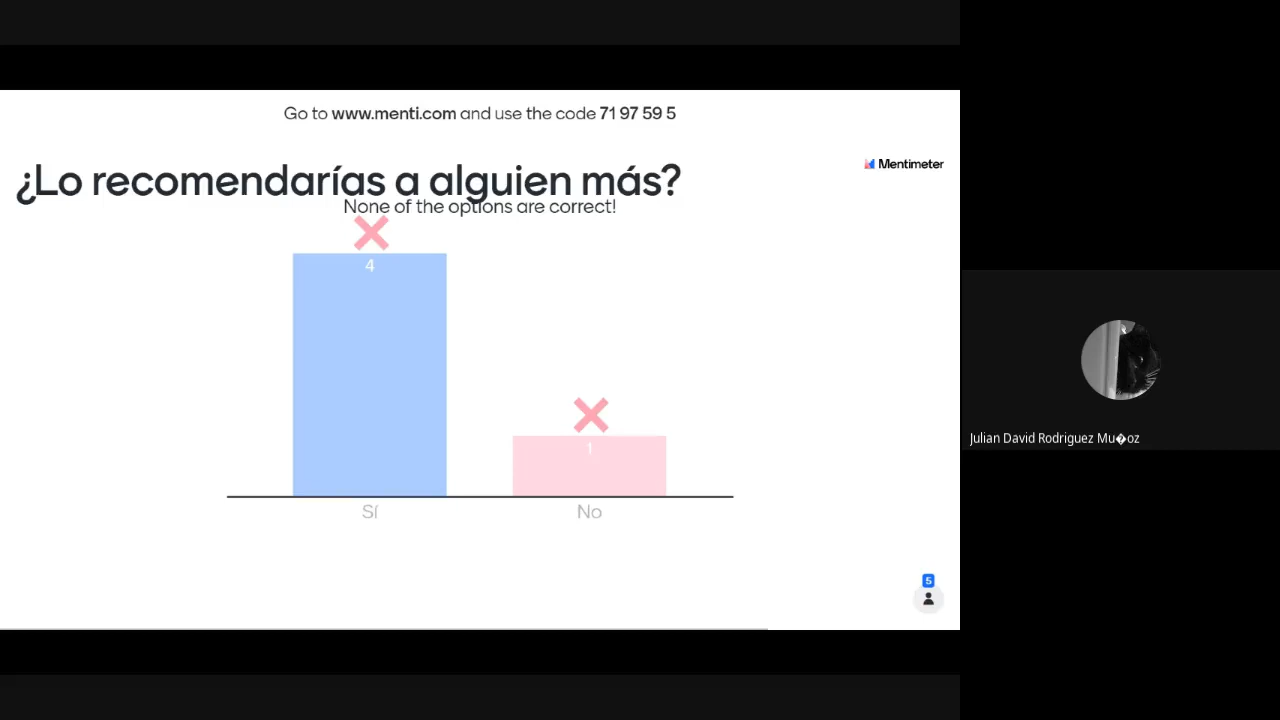 Go to www.menti.com and use the code 71 97 59 5
Mentimeter
¿Lo recomendarías a alguien más?
None of the options are correct!
4
1
Sí
No
5
Julian David Rodriguez Mu�oz